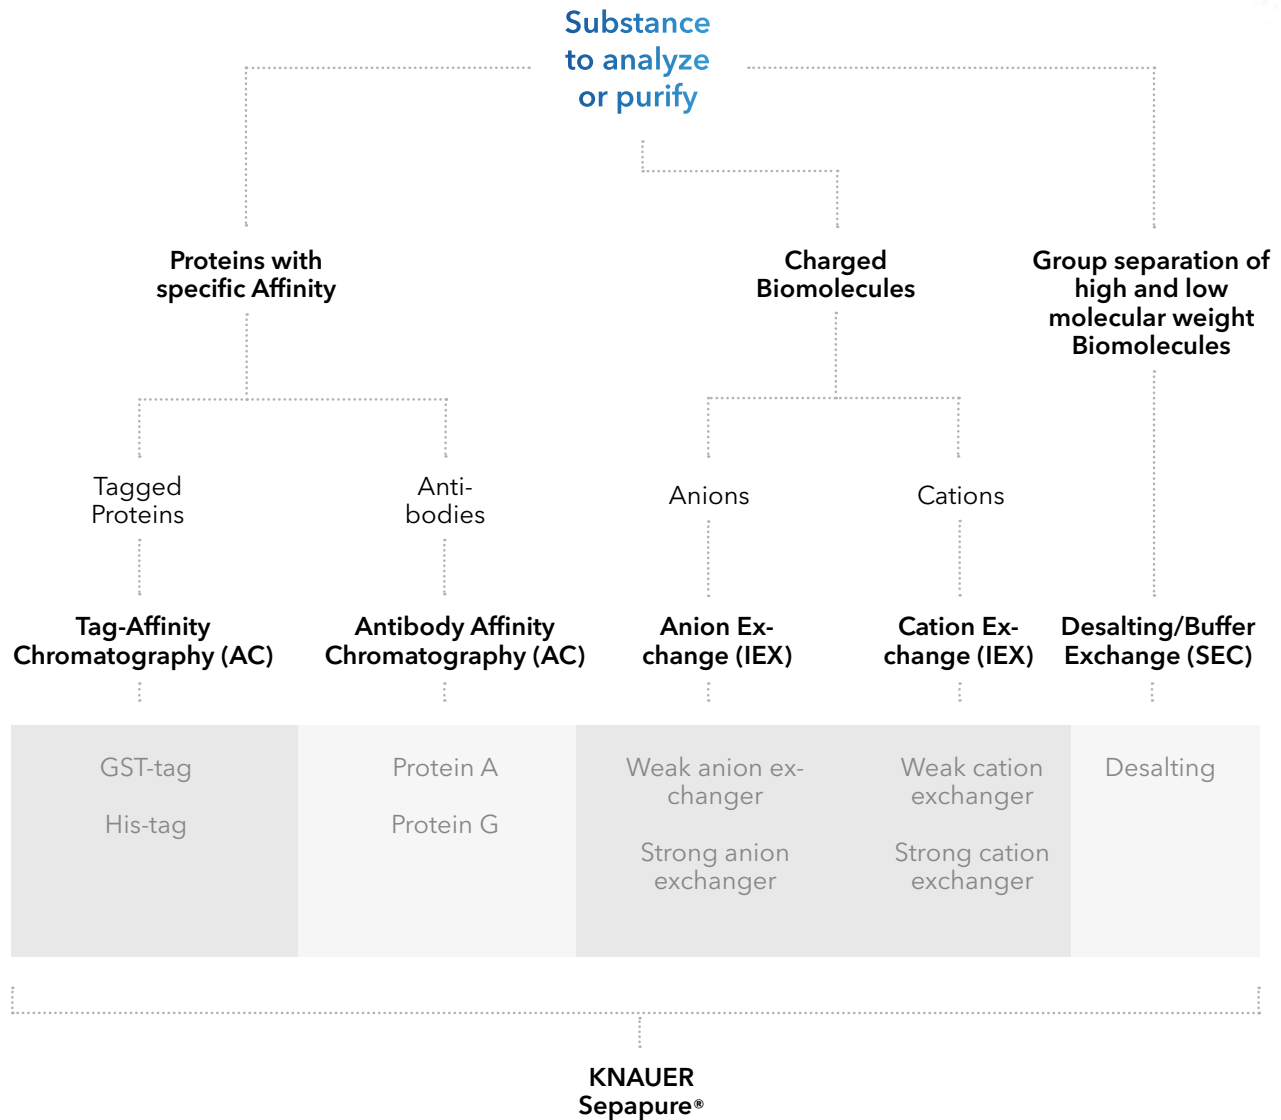 Substance
to analyze
or purify
Proteins with
specific Affinity
Charged
Biomolecules
Group separation of
high and low
molecular weight
Biomolecules
Tagged
Proteins
Anti-
bodies
Anions
Cations
Tag-Affinity
Chromatography (AC)
Antibody Affinity
Chromatography (AC)
Anion Ex-
change (IEX)
Cation Ex-
change (IEX)
Desalting/Buffer
Exchange (SEC)
GST-tag
His-tag
Protein A
Protein G
Weak anion ex-
changer
Strong anion
exchanger
Weak cation
exchanger
Strong cation
exchanger
Desalting
KNAUER
Sepapure®